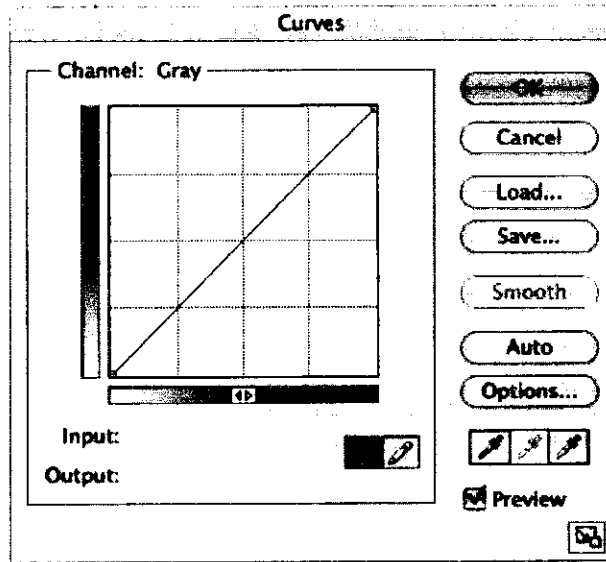 Curves
Channel: Gray
OK
Cancel
Load...
Save...
Smooth
Auto
Options...
Input:
Output:
Preview